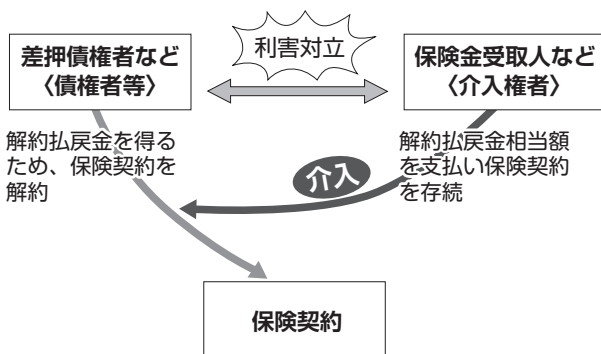 利害対立
差押債権者など
〈債権者等〉
保険金受取人など
〈介入権者〉
解約払戻金を得る
ため、保険契約を
解約
介入
解約払戻金相当額
を支払い保険契約
を存続
保険契約